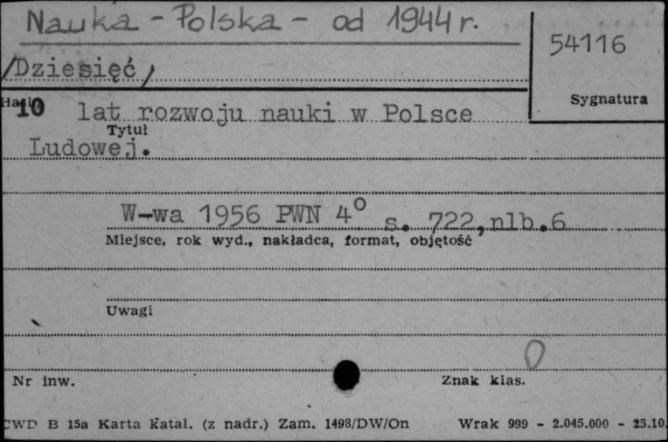 Nauka - Polska - od 1944 r.
54116
/Dziesięć/
Sygnatura
Hasło
10 lat rozwoju nauki w Polsce
Tytuł
Ludowej.
W-wa 1956 PWN 4° s. 722, nlb. 6
Miejsce, rok wyd., nakładca, format, objętość
Uwagi
0
Nr inw.
Znak klas.
CWD B 15a Karta katal. (z nadr.) Zam. 1498/DW/On Wrak 999 - 2.045.000 - 25.10